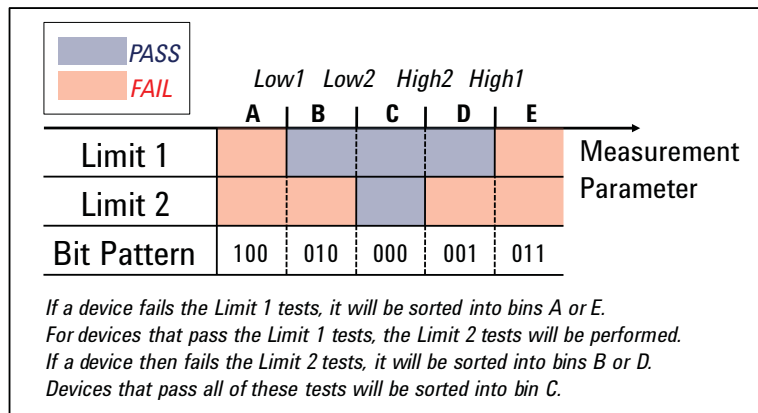 PASS
FAIL
Low1 Low2 High2 High1
A B C D E
Limit 1
Measurement
Parameter
Limit 2
Bit Pattern 100 010 000 001 011
If a device fails the Limit 1 tests, it will be sorted into bins A or E.
For devices that pass the Limit 1 tests, the Limit 2 tests will be performed.
If a device then fails the Limit 2 tests, it will be sorted into bins B or D.
Devices that pass all of these tests will be sorted into bin C.